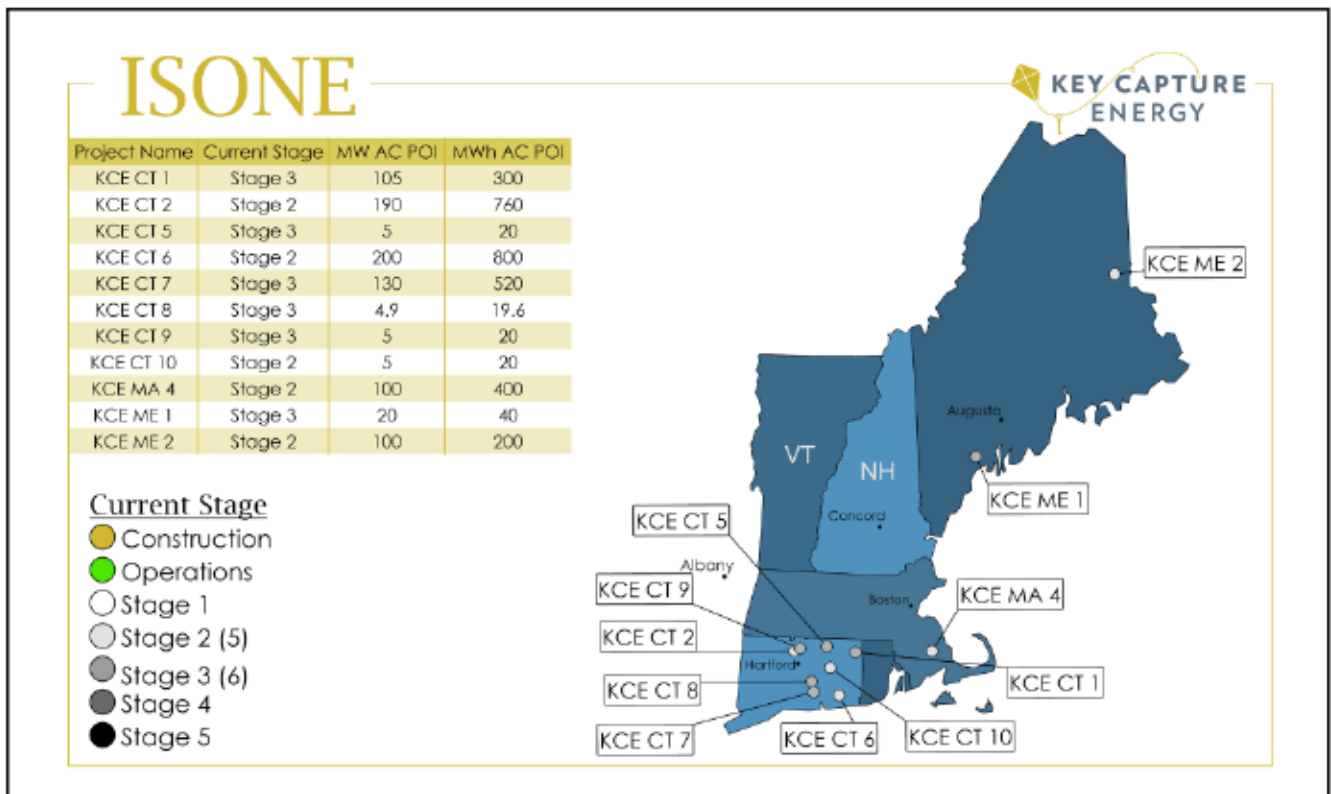 ISONE
KEY CAPTURE
ENERGY
Project Name Current Stage MW AC POI MWh AC POI
KCE CT 1 Stage 3 105 300
KCE CT 2 Stage 2 190 760
KCE CT 5 Stage 3 5 20
KCE CT 6 Stage 2 200 800
KCE CT 7 Stage 3 130 520
KCE CT 8 Stage 3 4.9 19.6
KCE CT 9 Stage 3 5 20
KCE CT 10 Stage 2 5 20
KCE MA 4 Stage 2 100 400
KCE ME 1 Stage 3 20 40
KCE ME 2 Stage 2 100 200
Current Stage
Construction
Operations
Stage 1
Stage 2 (5)
Stage 3 (6)
Stage 4
Stage 5
KCE ME 2
Augusta
VT
NH
KCE ME 1
KCE CT 5
Concord
Albany
KCE CT 9
Boston
KCE MA 4
KCE CT 2
Hartford
KCE CT 8
KCE CT 1
KCE CT 7
KCE CT 6
KCE CT 10